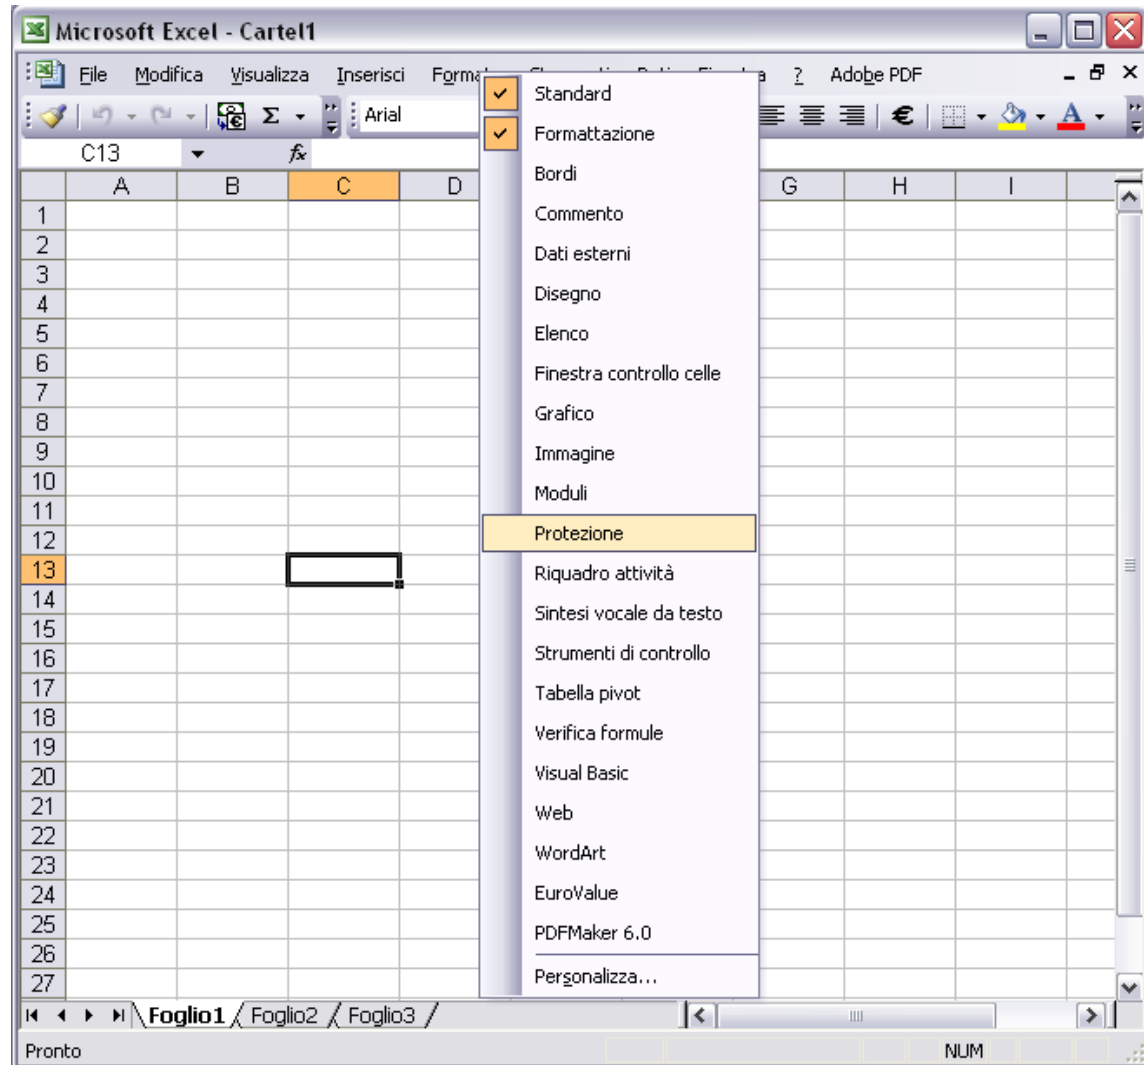 Microsoft Excel - Cartel1
File Modifica Visualizza Inserisci ? Adobe PDF
Σ Arial € A
C13 fx
A B C D G H I
1
2
3
4
5
6
7
8
9
10
11
12
13
14
15
16
17
18
19
20
21
22
23
24
25
26
27
Standard
Formattazione
Bordi
Commento
Dati esterni
Disegno
Elenco
Finestra controllo celle
Grafico
Immagine
Moduli
Protezione
Riquadro attività
Sintesi vocale da testo
Strumenti di controllo
Tabella pivot
Verifica formule
Visual Basic
Web
WordArt
EuroValue
PDFMaker 6.0
Personalizza...
Foglio1 Foglio2 Foglio3
Pronto NUM